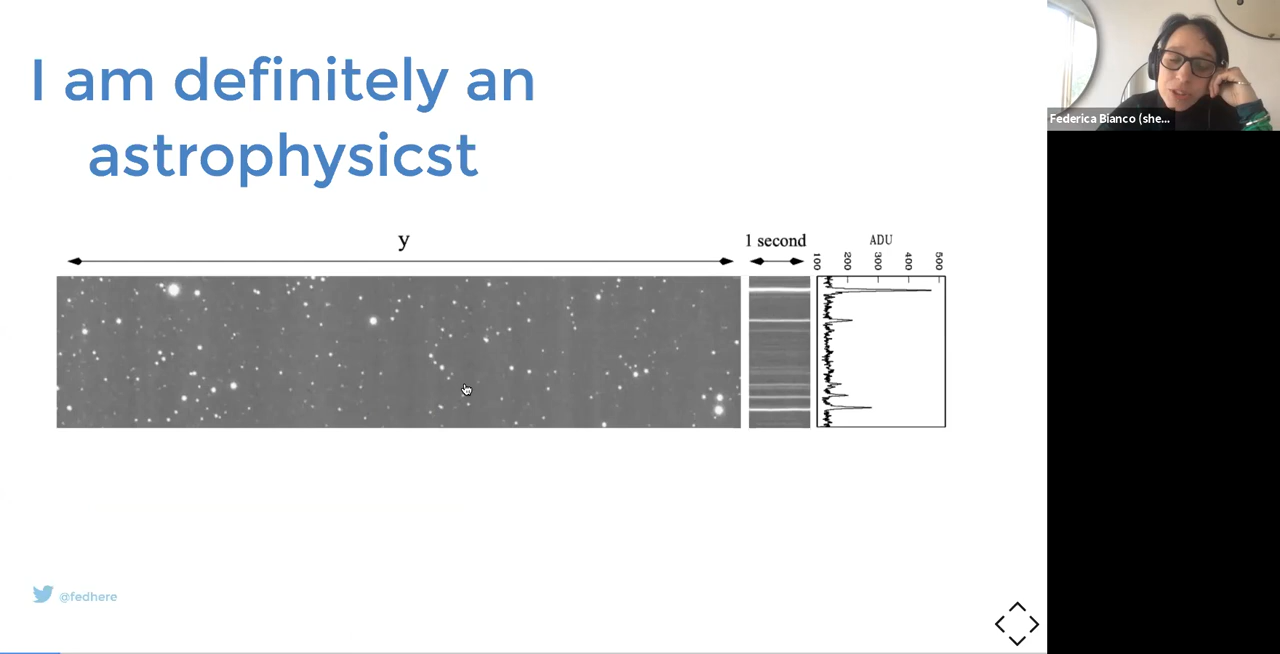 I am definitely an
astrophysicst
y
1 second
ADU
100
200
300
400
500
@fedhere
Federica Bianco (she...